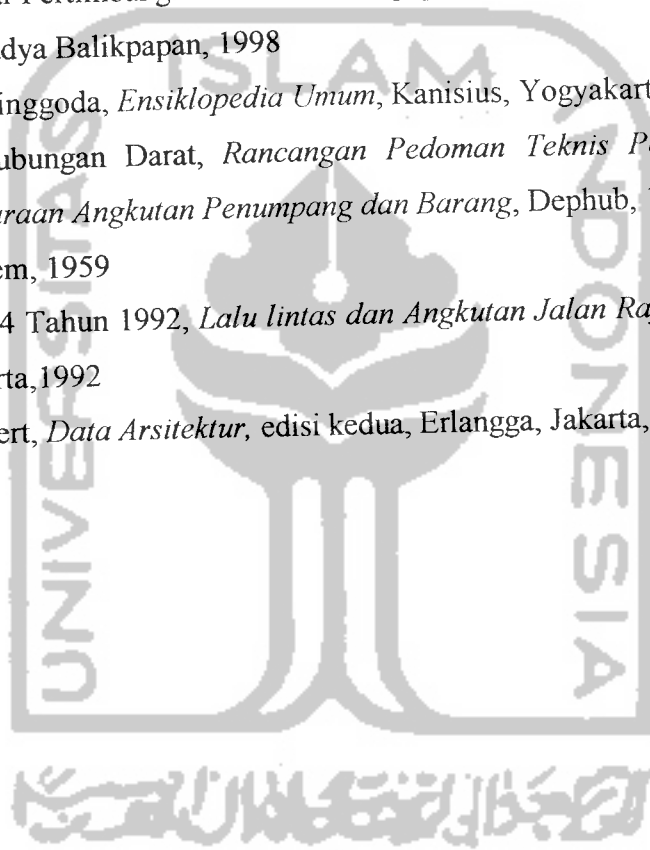 dya Balikpapan, 1998
inggoda, Ensiklopedia Umum, Kanisius, Yogyakart
ubungan Darat, Rancangan Pedoman Teknis P
araan Angkutan Penumpang dan Barang, Dephub,
em, 1959
4 Tahun 1992, Lalu lintas dan Angkutan Jalan Ra
rta,1992
ert, Data Arsitektur, edisi kedua, Erlangga, Jakarta,
ISLAM
UNIVERSITAS
INDONESIA